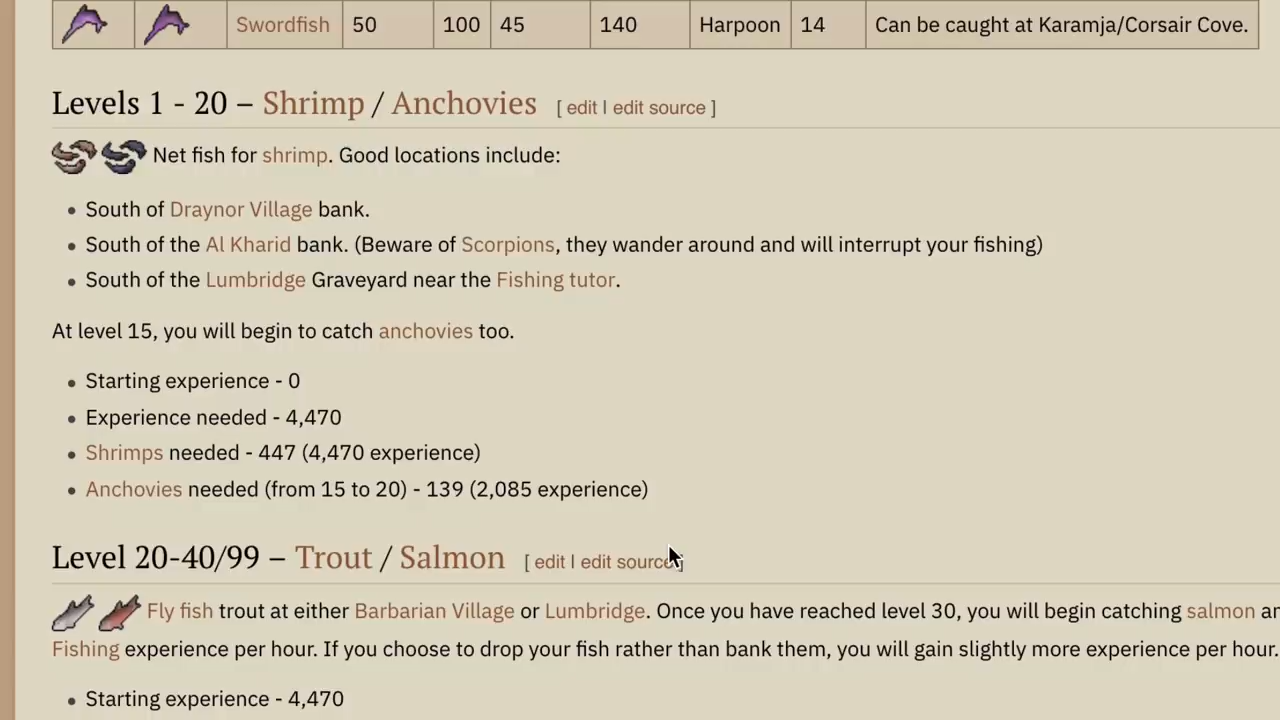 Swordfish 50 100 45 140 Harpoon 14 Can be caught at Karamja/Corsair Cove.
Levels 1 - 20 – Shrimp / Anchovies [ edit | edit source ]
Net fish for shrimp. Good locations include:
• South of Draynor Village bank.
• South of the Al Kharid bank. (Beware of Scorpions, they wander around and will interrupt your fishing)
• South of the Lumbridge Graveyard near the Fishing tutor.
At level 15, you will begin to catch anchovies too.
• Starting experience - 0
• Experience needed - 4,470
• Shrimps needed - 447 (4,470 experience)
• Anchovies needed (from 15 to 20) - 139 (2,085 experience)
Level 20-40/99 – Trout / Salmon [ edit | edit source ]
Fly fish trout at either Barbarian Village or Lumbridge. Once you have reached level 30, you will begin catching salmon
Fishing experience per hour. If you choose to drop your fish rather than bank them, you will gain slightly more experience per hour.
• Starting experience - 4,470